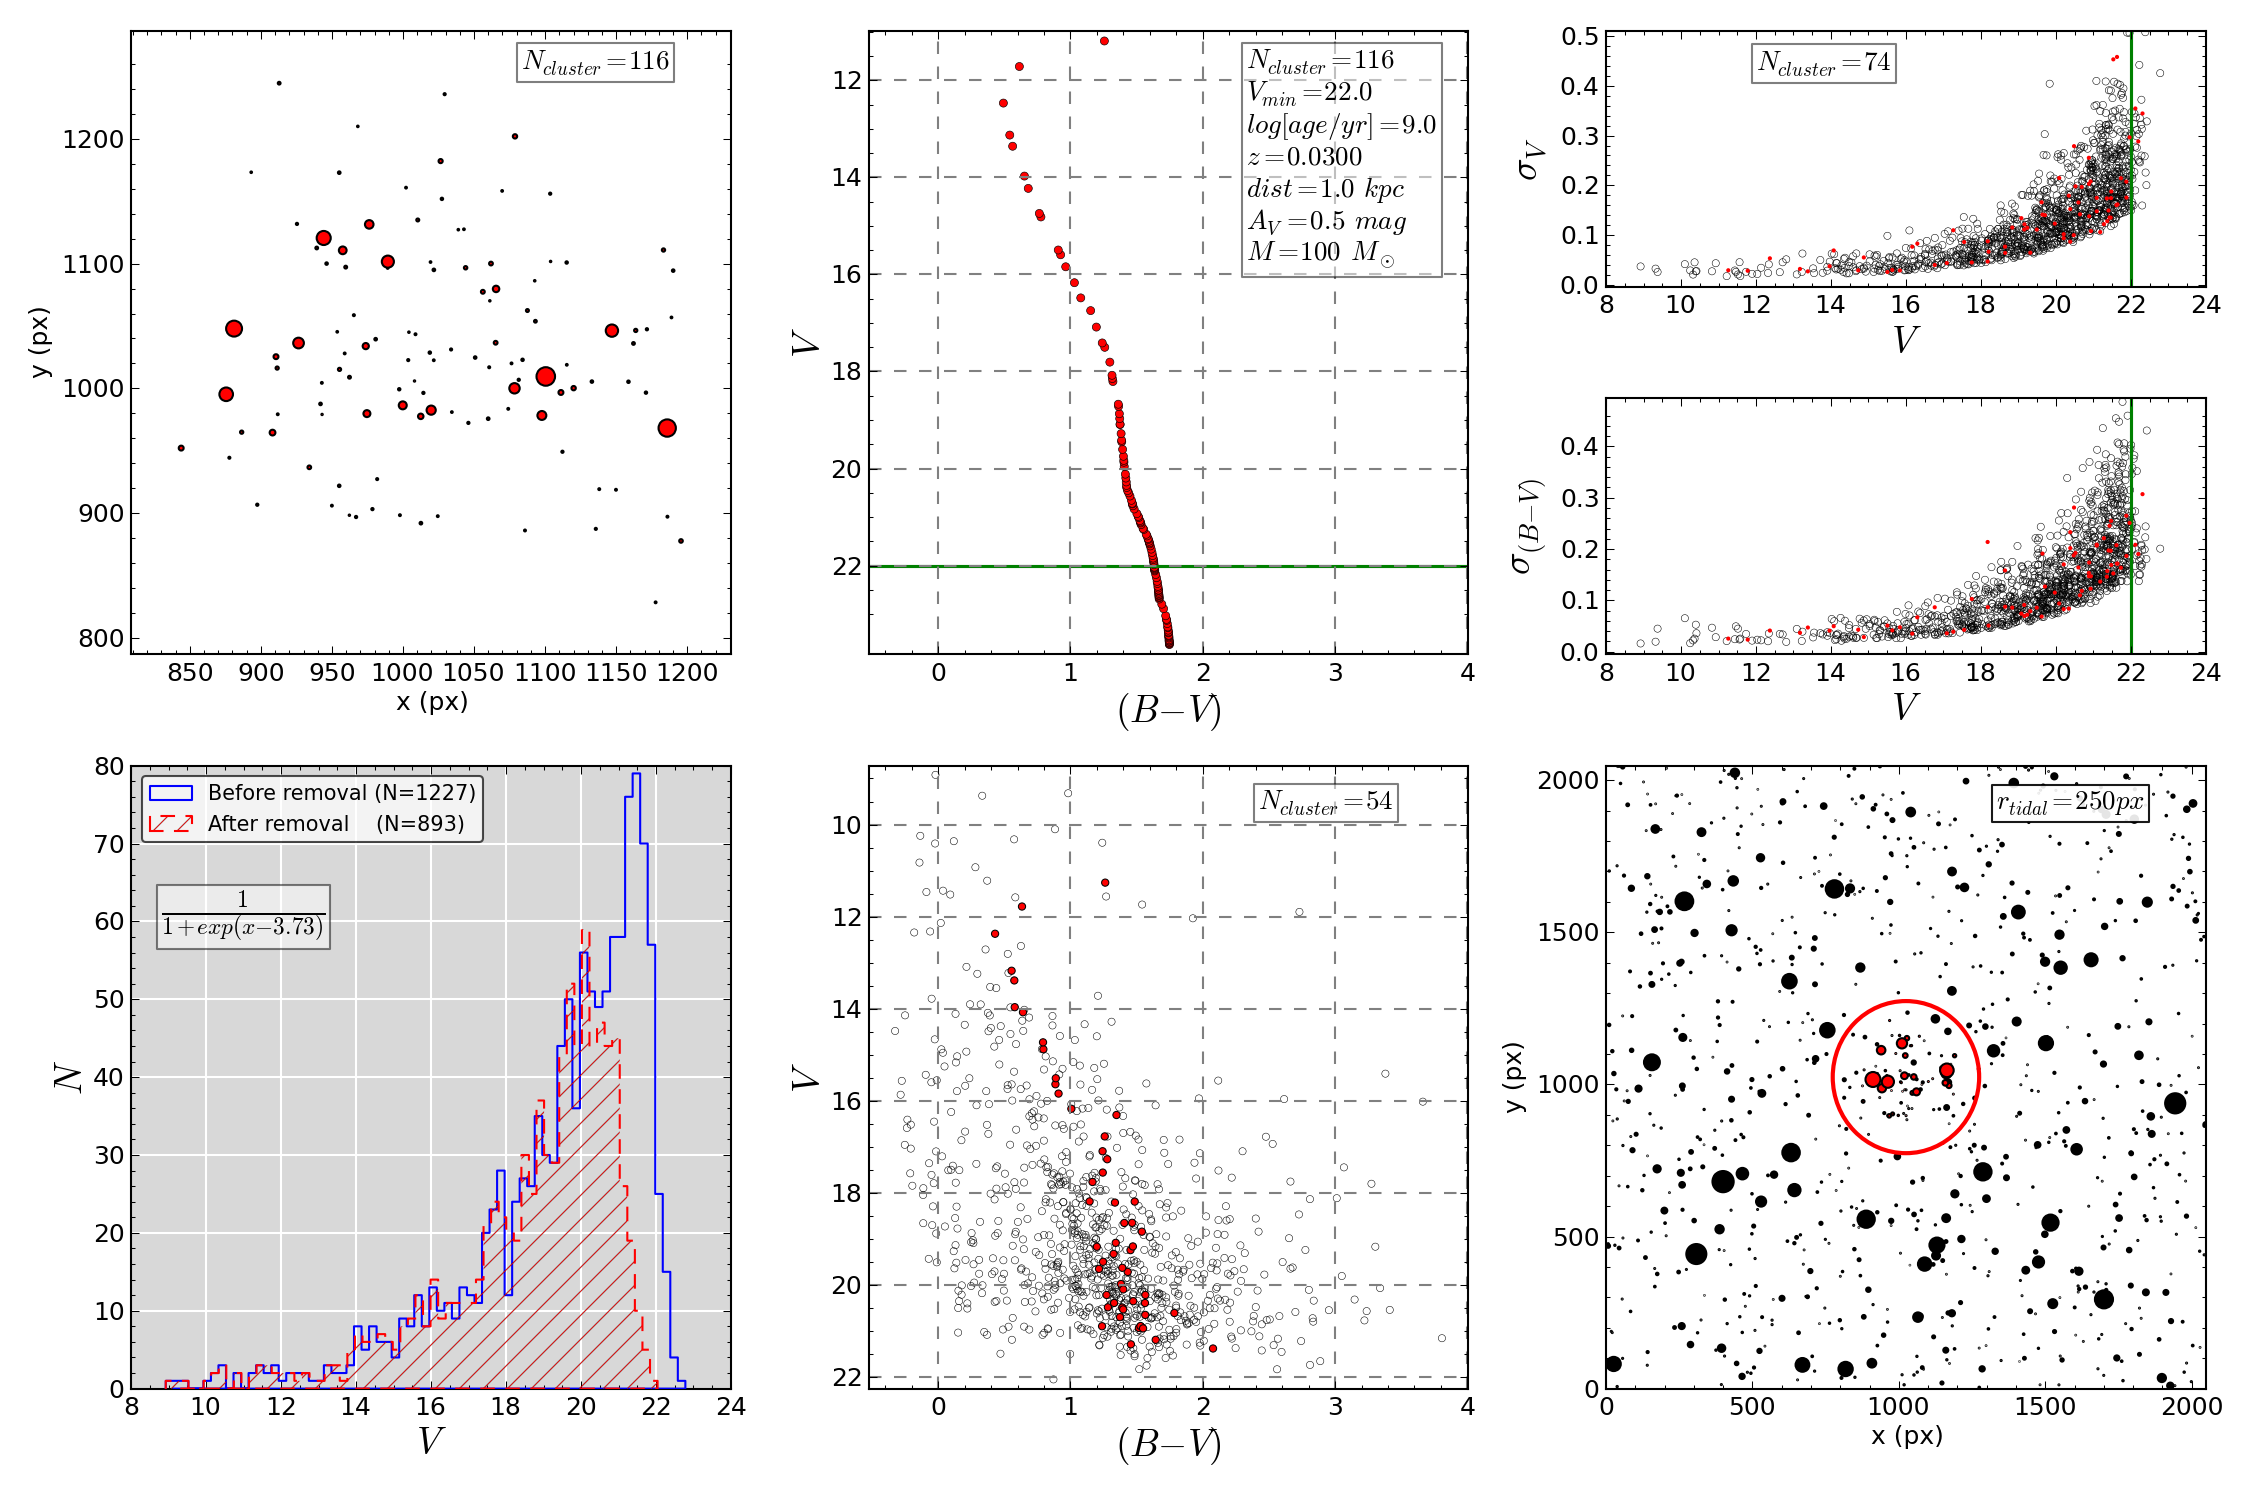 N_cluster=116
1200
1100
1000
900
800
y (px)
850 900 950 1000 1050 1100 1150 1200
x (px)
N_cluster=116
V_min=22.0
log[age/yr]=9.0
z=0.0300
dist=1.0 kpc
A_V=0.5 mag
M=100 M_⊙
12
14
16
18
20
22
V
0 1 2 3 4
(B−V)
N_cluster=74
0.5
0.4
0.3
0.2
0.1
0.0
σ_V
8 10 12 14 16 18 20 22 24
V
0.4
0.3
0.2
0.1
0.0
σ_(B−V)
8 10 12 14 16 18 20 22 24
V
Before removal (N=1227)
After removal (N=893)
1
1+exp(x−3.73)
80
70
60
50
40
30
20
10
0
N
8 10 12 14 16 18 20 22 24
V
N_cluster=54
10
12
14
16
18
20
22
V
0 1 2 3 4
(B−V)
r_tidal=250px
2000
1500
1000
500
0
y (px)
0 500 1000 1500 2000
x (px)